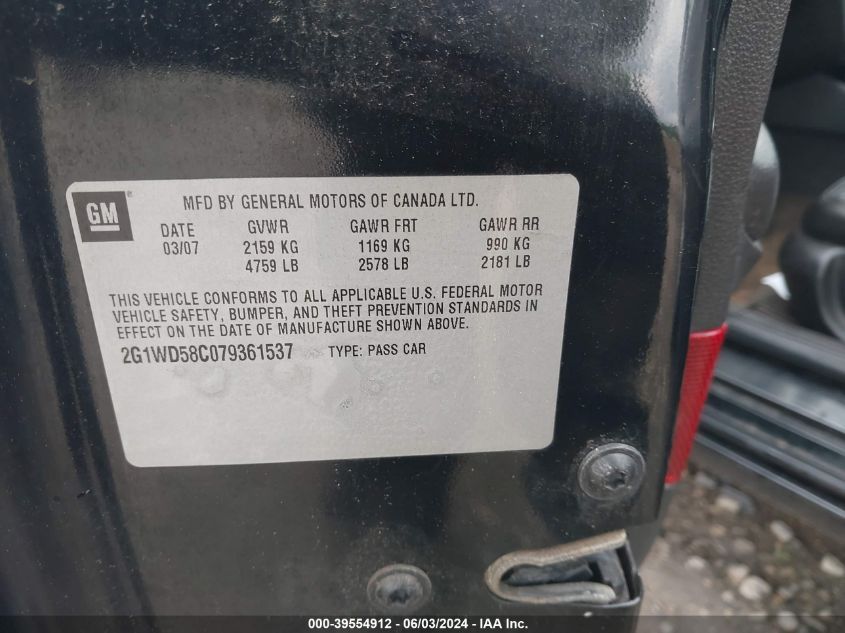 GM
MFD BY GENERAL MOTORS OF CANADA LTD.
DATE GVWR GAWR FRT GAWR RR
03/07 2159 KG 1169 KG 990 KG
4759 LB 2578 LB 2181 LB
THIS VEHICLE CONFORMS TO ALL APPLICABLE U.S. FEDERAL MOTOR
VEHICLE SAFETY, BUMPER, AND THEFT PREVENTION STANDARDS IN
EFFECT ON THE DATE OF MANUFACTURE SHOWN ABOVE.
2G1WD58C079361537 TYPE: PASS CAR
000-39554912 - 06/03/2024 - IAA Inc.